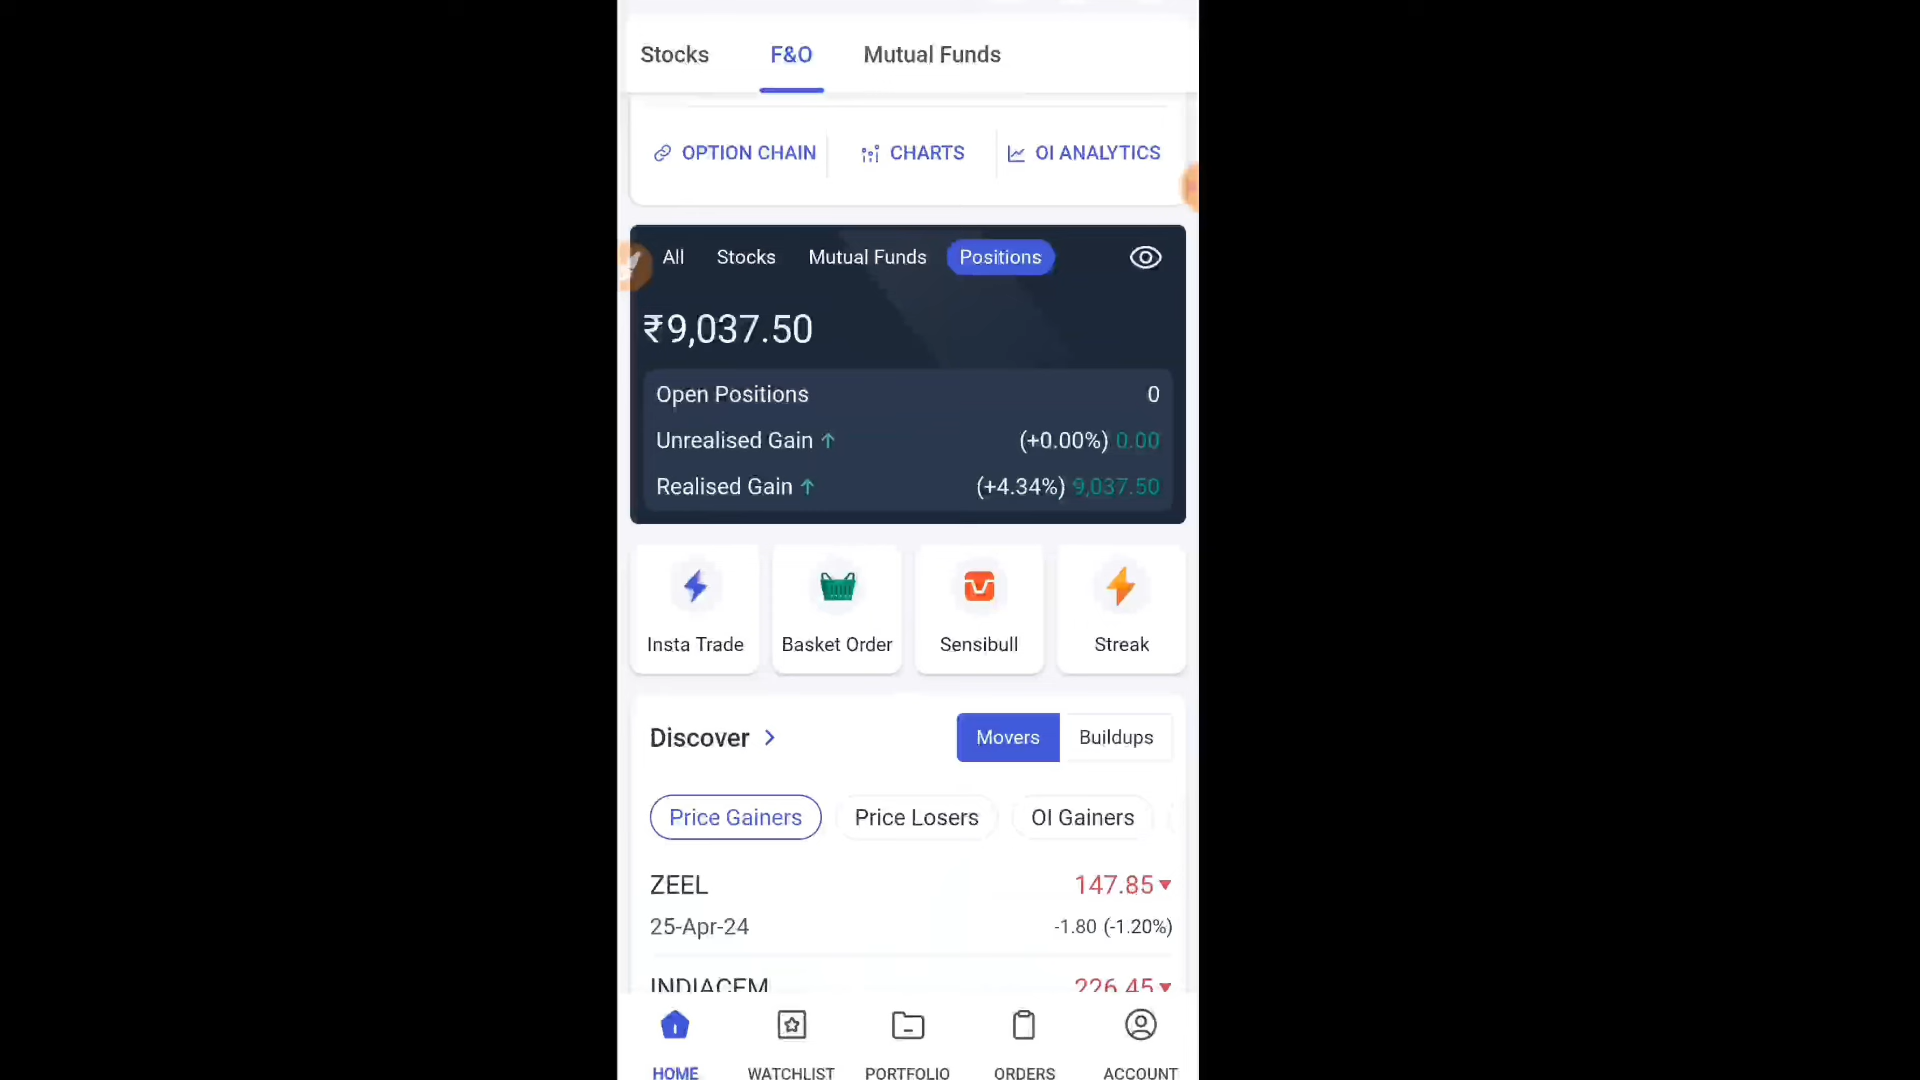 Stocks F&O Mutual Funds
OPTION CHAIN CHARTS OI ANALYTICS
All Stocks Mutual Funds Positions
₹9,037.50
Open Positions 0
Unrealised Gain ↑ (+0.00%) 0.00
Realised Gain ↑ (+4.34%) 9,037.50
Insta Trade Basket Order Sensibull Streak
Discover > Movers Buildups
Price Gainers Price Losers OI Gainers
ZEEL 147.85▼
25-Apr-24 -1.80 (-1.20%)
INDIACEM 226.45▼
HOME WATCHLIST PORTFOLIO ORDERS ACCOUNT